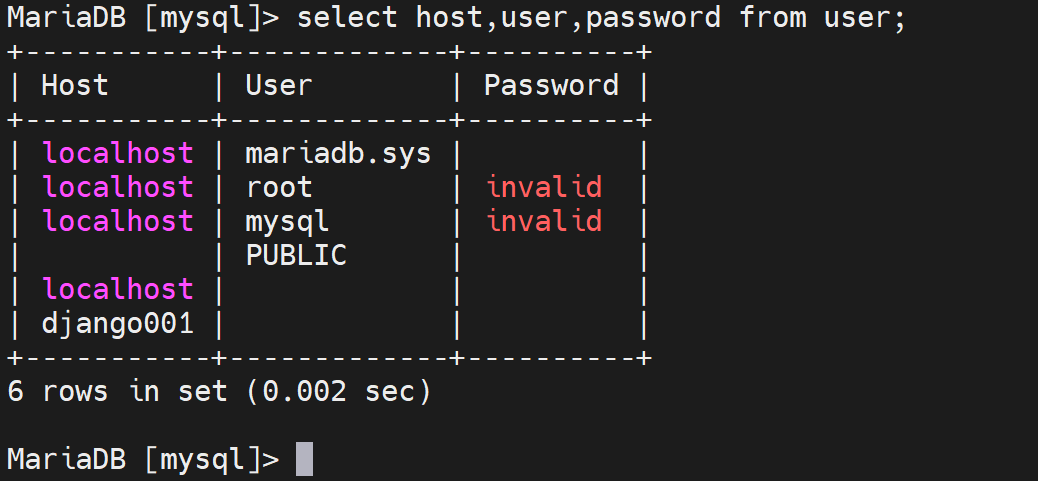 MariaDB [mysql]> select host,user,password from user;
+-----------+-------------+----------+
| Host      | User        | Password |
+-----------+-------------+----------+
| localhost | mariadb.sys |          |
| localhost | root        | invalid  |
| localhost | mysql       | invalid  |
|           | PUBLIC      |          |
| localhost |             |          |
| django001 |             |          |
+-----------+-------------+----------+
6 rows in set (0.002 sec)
MariaDB [mysql]>